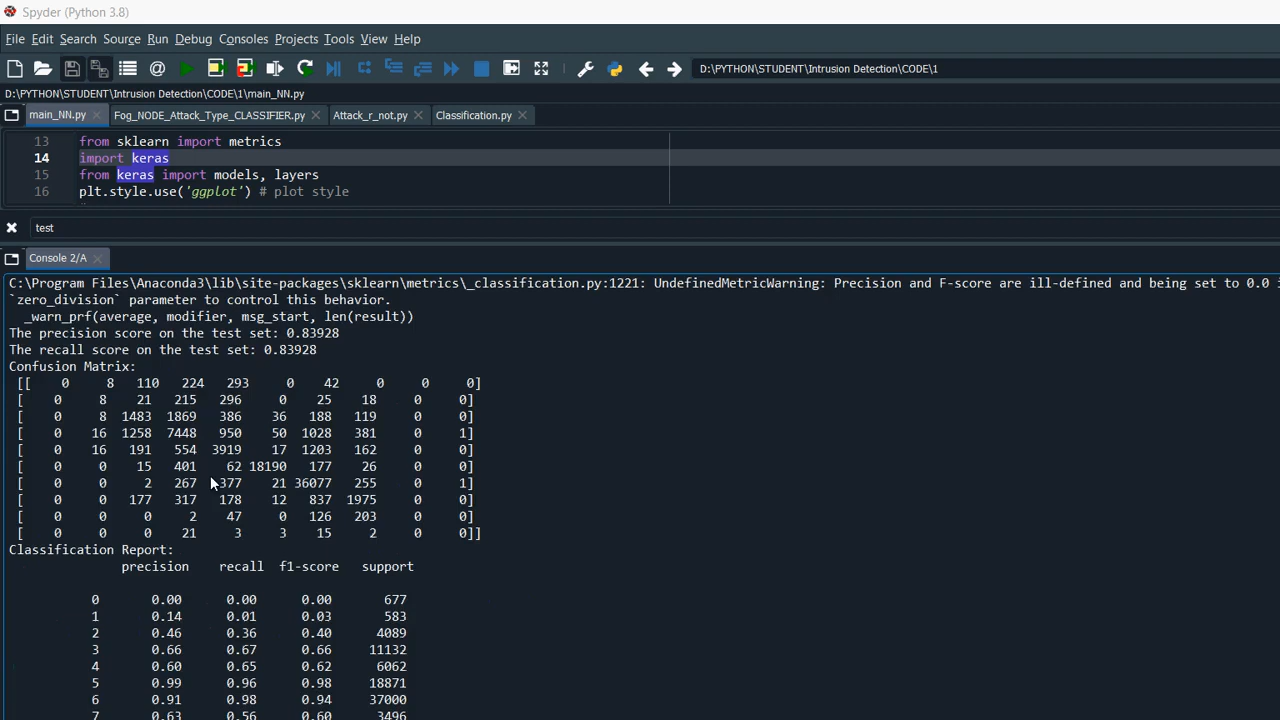 Spyder (Python 3.8)
File Edit Search Source Run Debug Consoles Projects Tools View Help
D:\PYTHON\STUDENT\Intrusion Detection\CODE\1
D:\PYTHON\STUDENT\Intrusion Detection\CODE\1\main_NN.py
main_NN.py Fog_NODE_Attack_Type_CLASSIFIER.py Attack_r_not.py Classification.py
13 from sklearn import metrics
14 import keras
15 from keras import models, layers
16 plt.style.use('ggplot') # plot style
test
Console 2/A
C:\Program Files\Anaconda3\lib\site-packages\sklearn\metrics\_classification.py:1221: UndefinedMetricWarning: Precision and F-score are ill-defined and being set to 0.0 i
`zero_division` parameter to control this behavior.
_warn_prf(average, modifier, msg_start, len(result))
The precision score on the test set: 0.83928
The recall score on the test set: 0.83928
Confusion Matrix:
[[ 0 8 110 224 293 0 42 0 0 0]
[ 0 8 21 215 296 0 25 18 0 0]
[ 0 8 1483 1869 386 36 188 119 0 0]
[ 0 16 1258 7448 950 50 1028 381 0 1]
[ 0 16 191 554 3919 17 1203 162 0 0]
[ 0 0 15 401 62 18190 177 26 0 0]
[ 0 0 2 267 377 21 36077 255 0 1]
[ 0 0 177 317 178 12 837 1975 0 0]
[ 0 0 0 2 47 0 126 203 0 0]
[ 0 0 0 21 3 3 15 2 0 0]]
Classification Report:
precision recall f1-score support
0 0.00 0.00 0.00 677
1 0.14 0.01 0.03 583
2 0.46 0.36 0.40 4089
3 0.66 0.67 0.66 11132
4 0.60 0.65 0.62 6062
5 0.99 0.96 0.98 18871
6 0.91 0.98 0.94 37000
7 0.63 0.56 0.60 3496